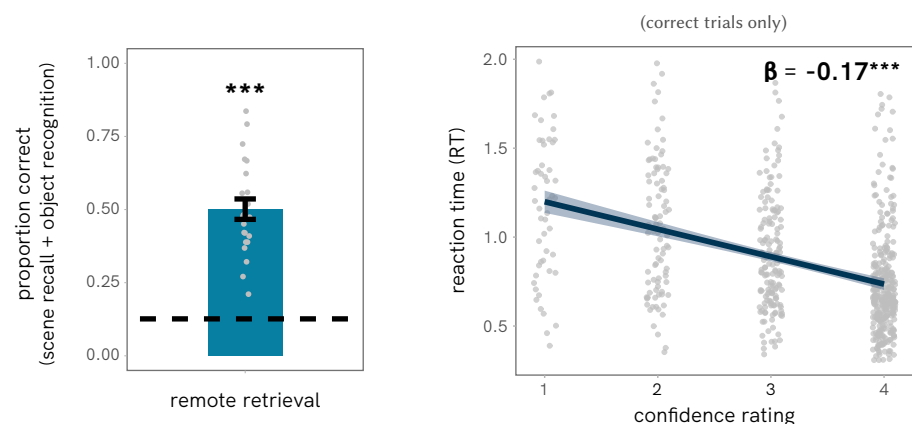 proportion correct
(scene recall + object recognition)
1.00
0.75
0.50
0.25
0.00
***
remote retrieval
(correct trials only)
reaction time (RT)
2.0
1.5
1.0
0.5
β = -0.17***
1 2 3 4
confidence rating